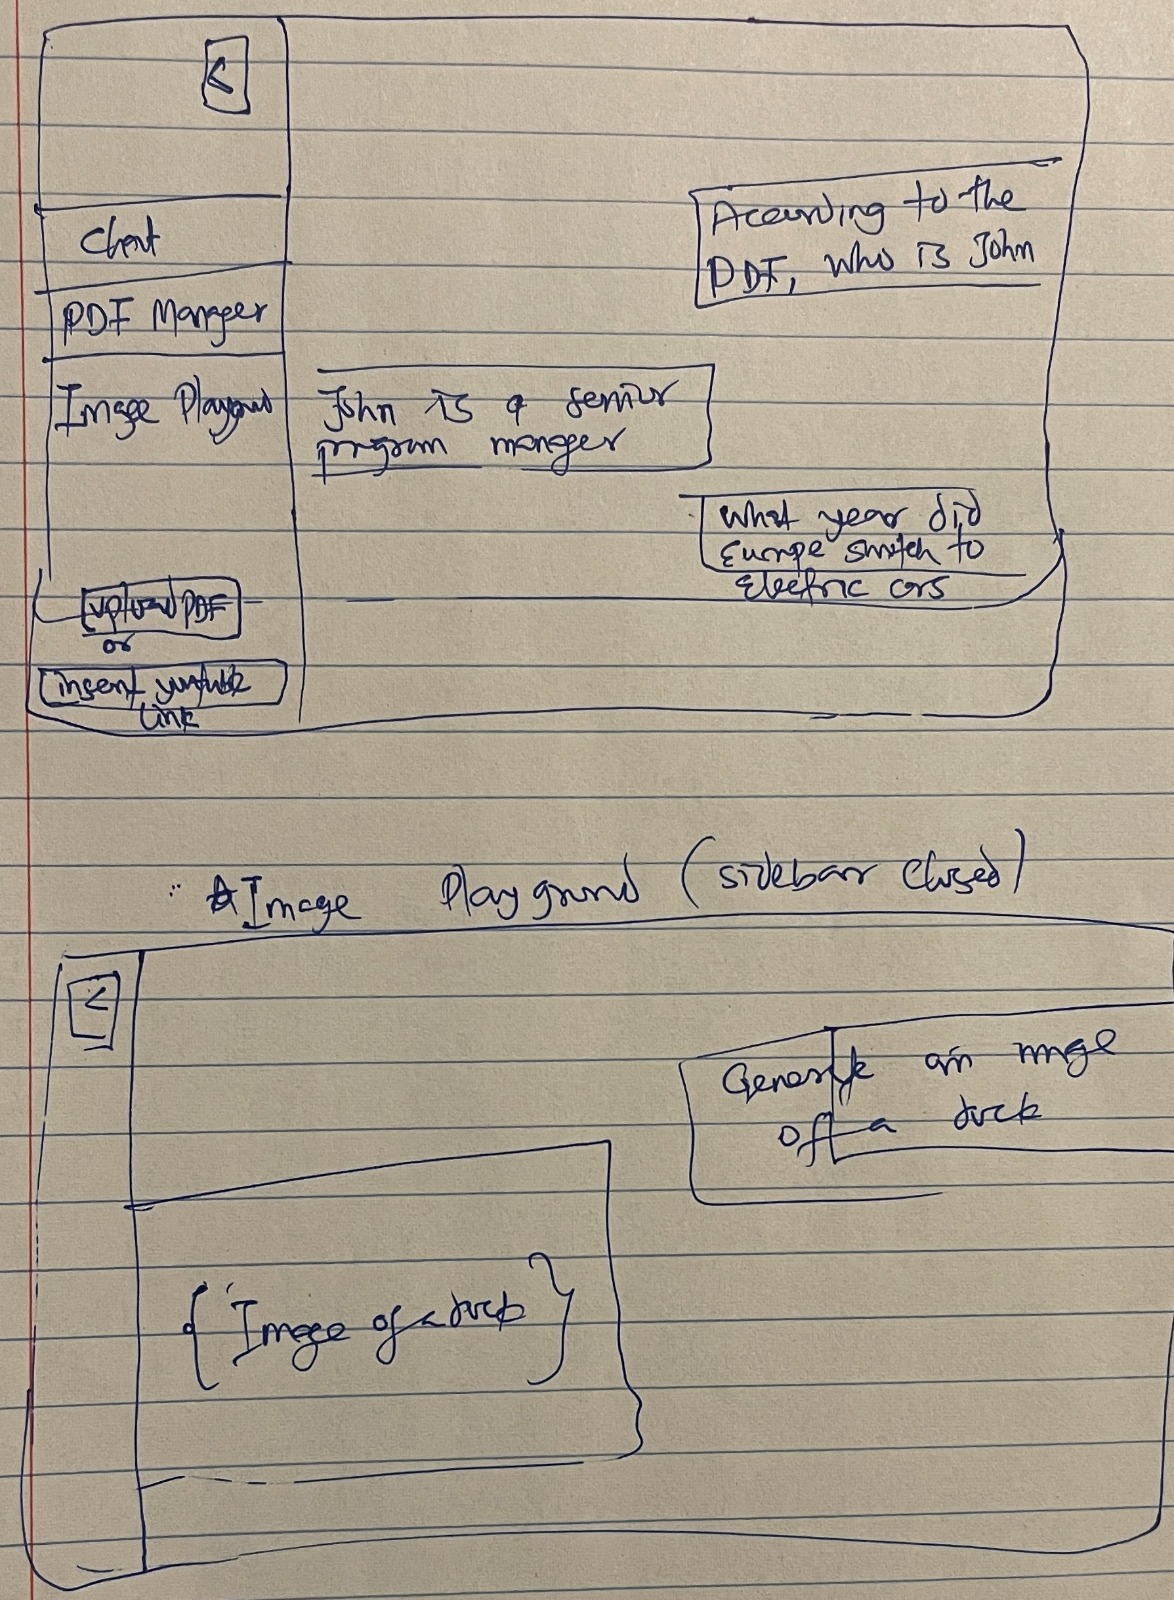 <
Chat
PDF Manager
Image Playground
upload PDF
or
insert youtube
link
According to the
PDF, who is John
John is a senior
program manager
What year did
Europe switch to
Electric cars
Image Playground (sidebar closed)
<
Generate an image
of a duck
{ Image of a duck }